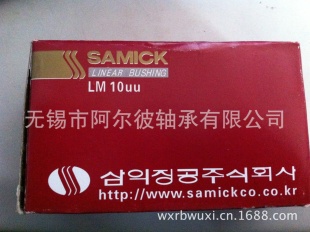 SAMICK
LINEAR BUSHING
LM 10uu
无锡市阿尔彼轴承有限公司
삼익정공주식회사
http://www.samickco.co.kr
wxrbwuxi.cn.1688.com